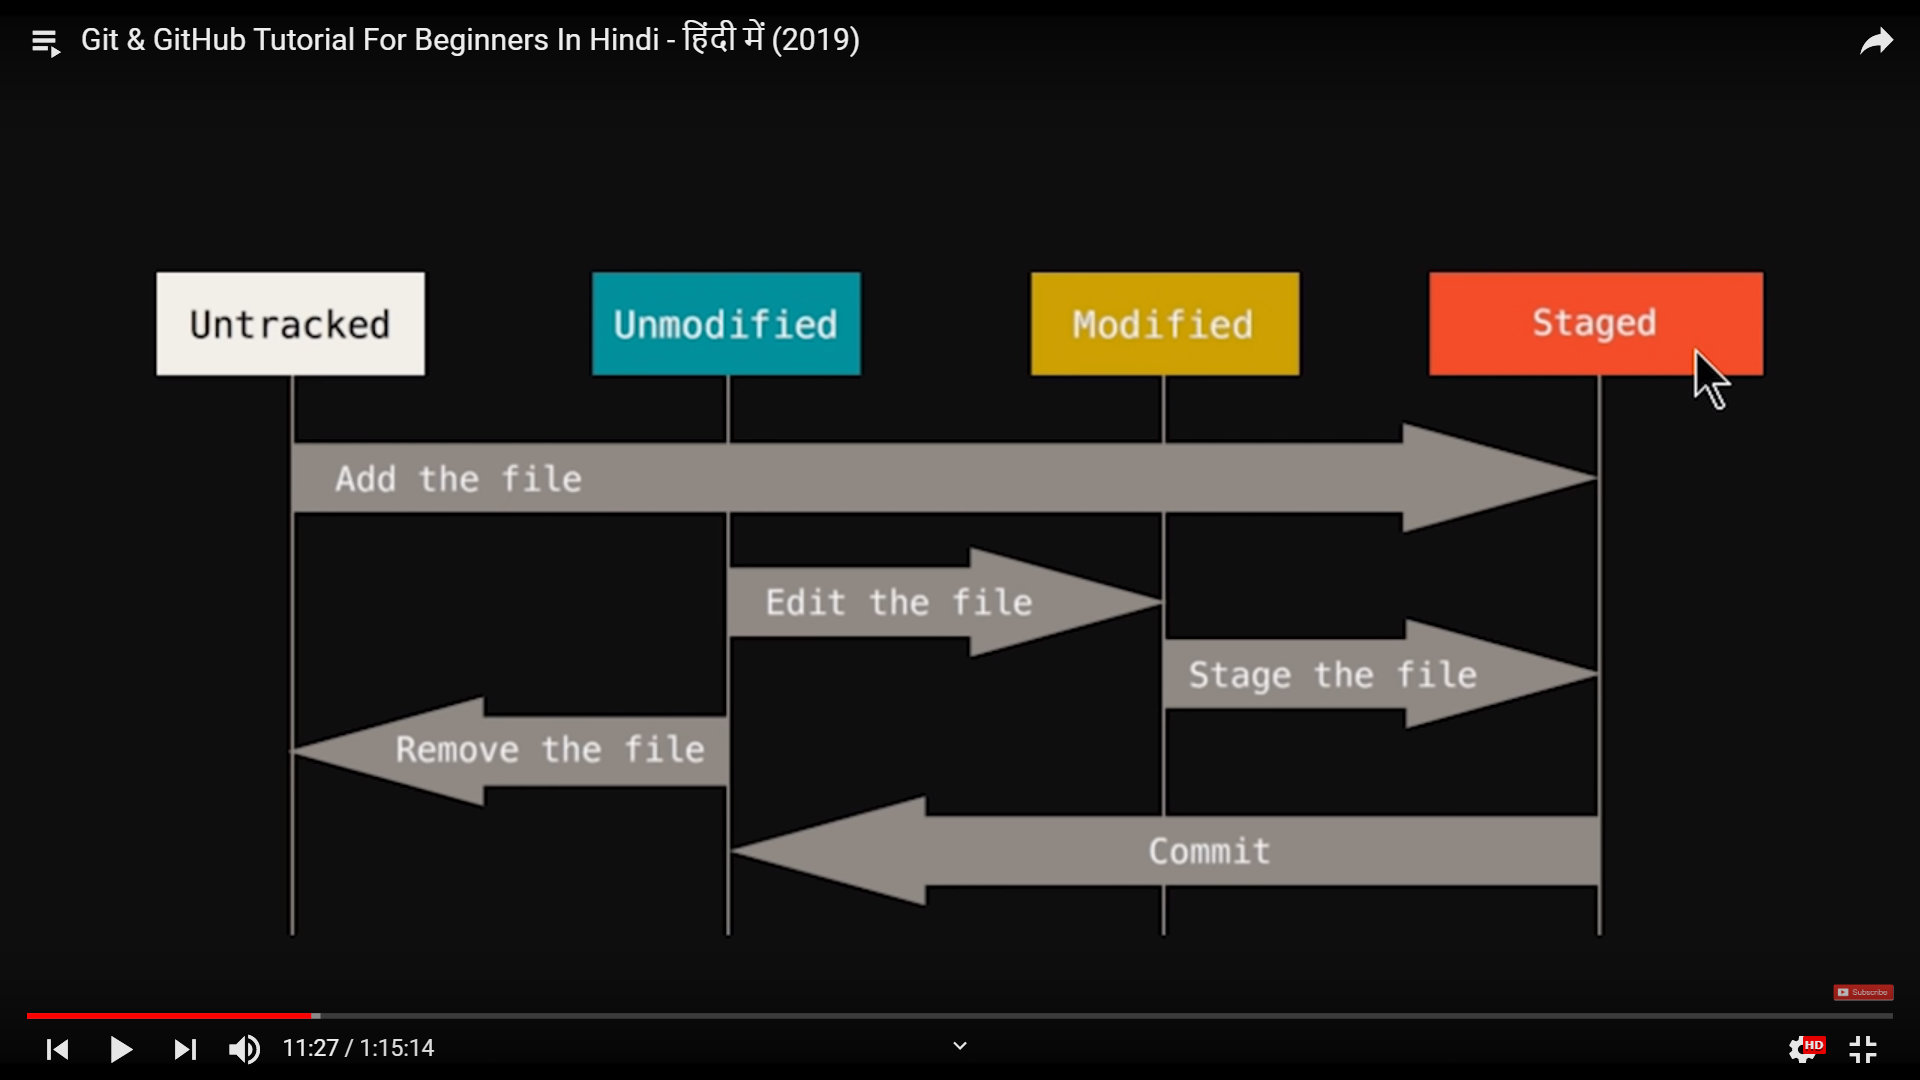 Git & GitHub Tutorial For Beginners In Hindi - हिंदी में (2019)
Untracked
Unmodified
Modified
Staged
Add the file
Edit the file
Stage the file
Remove the file
Commit
Subscribe
11:27 / 1:15:14
HD